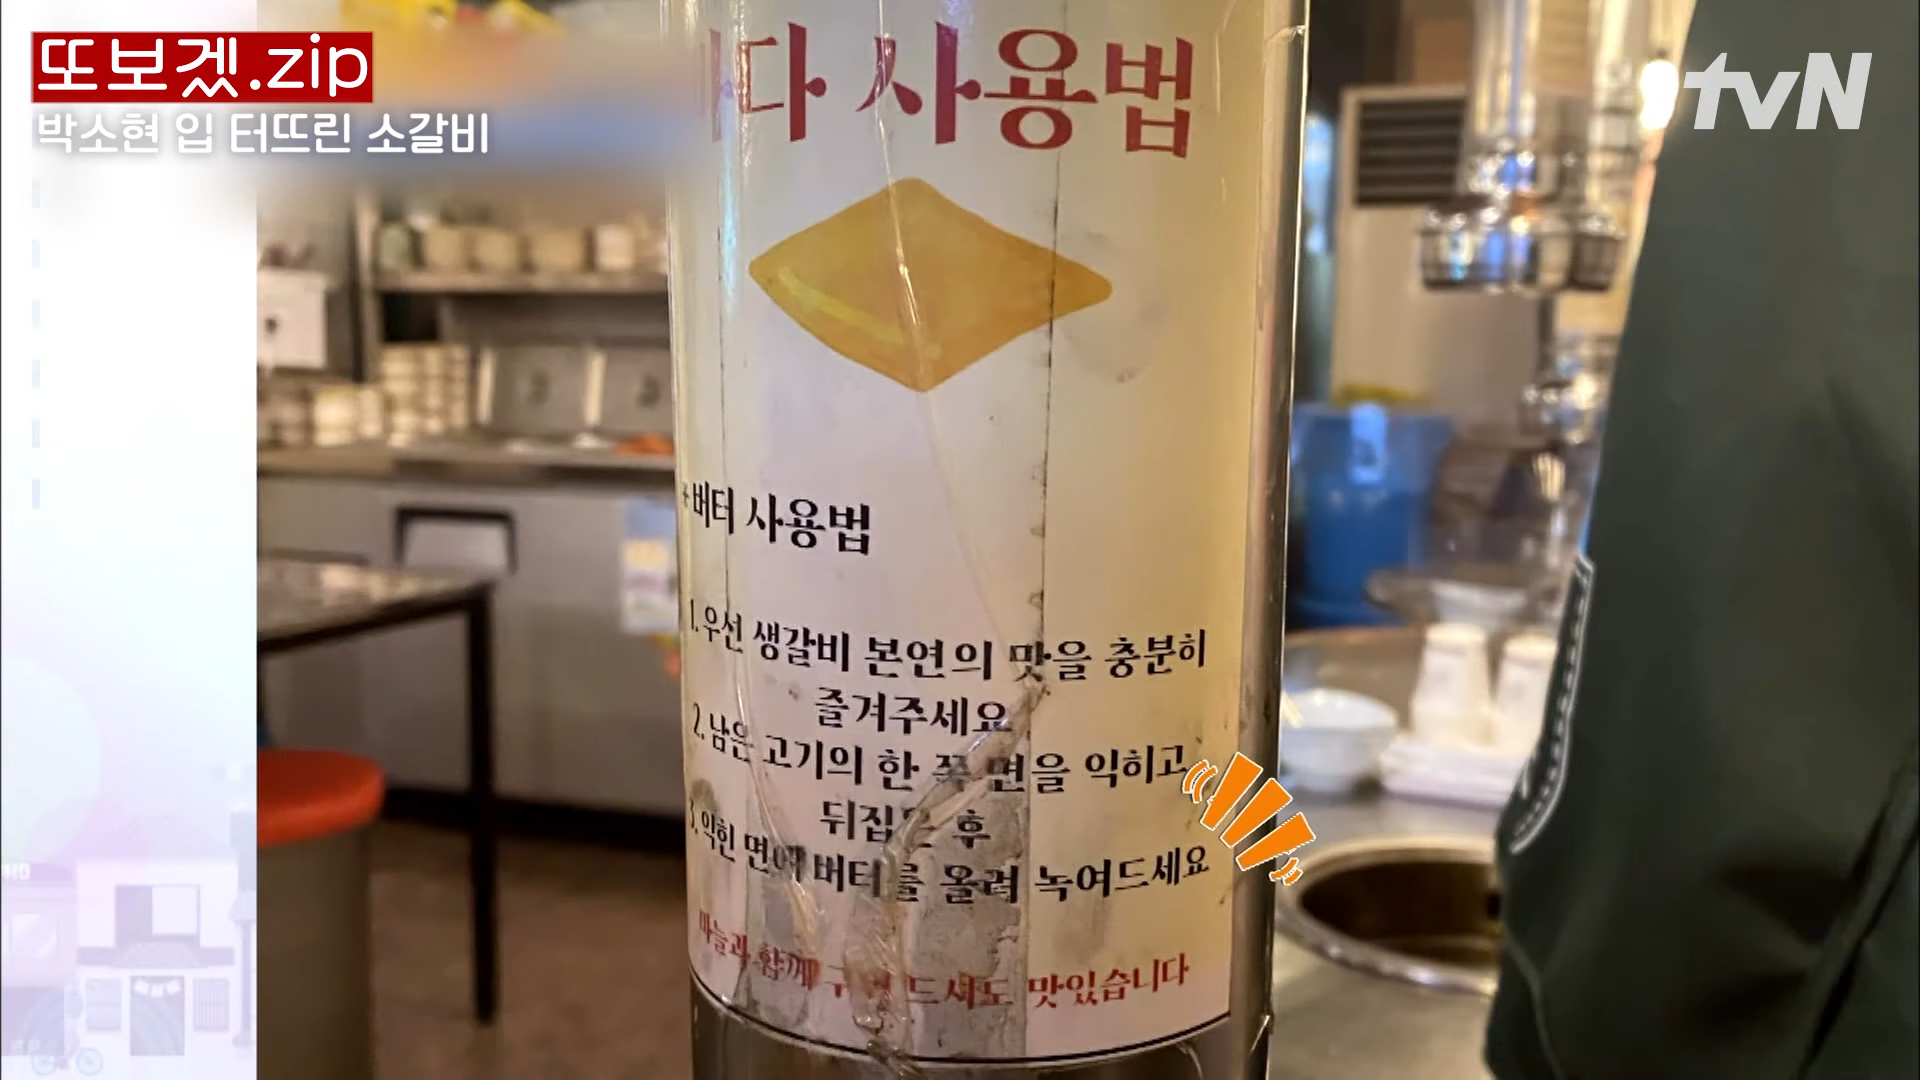 또보겠.zip
박소현 입 터뜨린 소갈비
tvN
사용법
버터 사용법
1. 우선 생갈비 본연의 맛을 충분히
즐겨주세요
2. 남은 고기의 한 쪽 면을 익히고
뒤집은 후
3. 익힌 면에 버터를 올려 녹여드세요
마늘과 함께 드셔도 맛있습니다